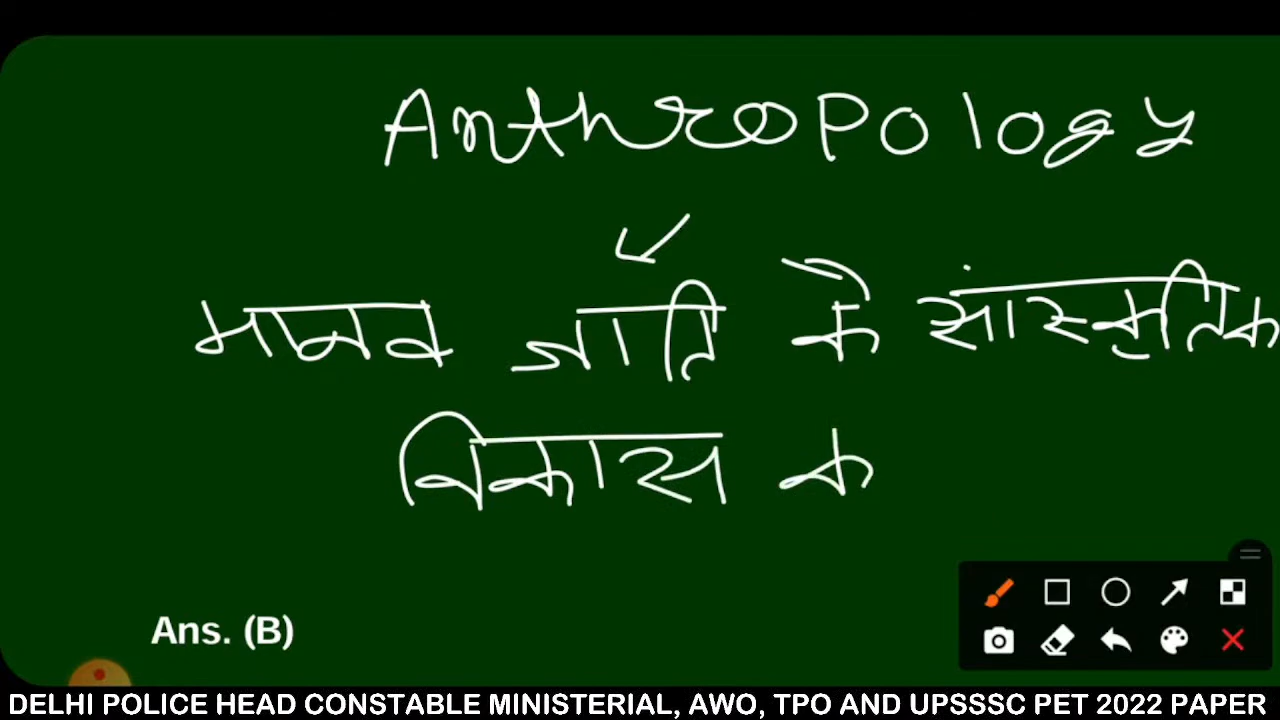 Anthropology
मानव जाति के सांस्कृतिक
विकास क
Ans. (B)
DELHI POLICE HEAD CONSTABLE MINISTERIAL, AWO, TPO AND UPSSSC PET 2022 PAPER